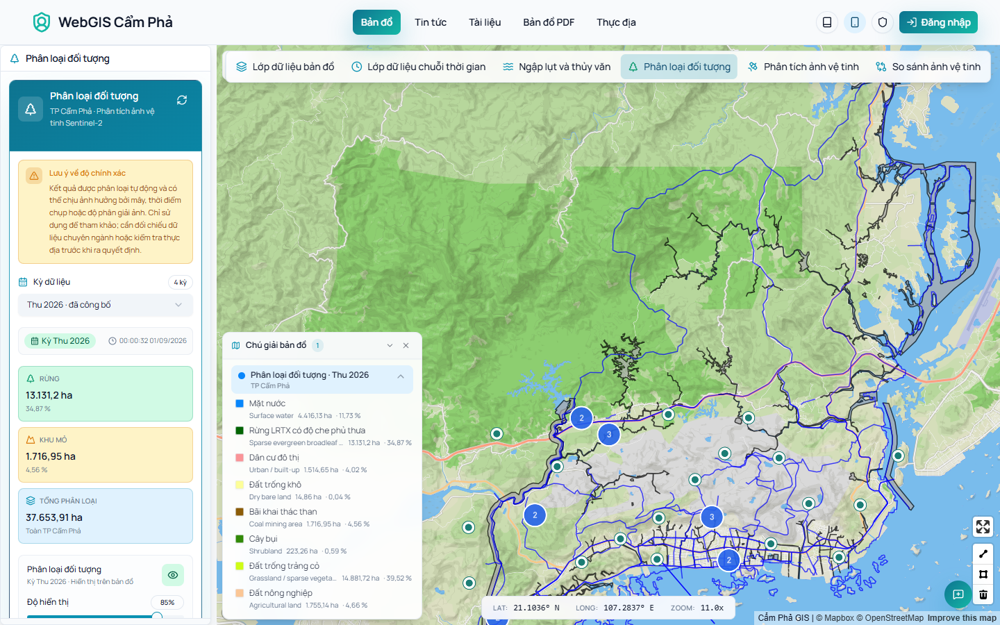 WebGIS Cẩm Phả
Bản đồ
Tin tức
Tài liệu
Bản đồ PDF
Thực địa
Đăng nhập
Phân loại đối tượng
Lớp dữ liệu bản đồ
Lớp dữ liệu chuỗi thời gian
Ngập lụt và thủy văn
Phân loại đối tượng
Phân tích ảnh vệ tinh
So sánh ảnh vệ tinh
Phân loại đối tượng
TP Cẩm Phả · Phân tích ảnh vệ
tinh Sentinel-2
Lưu ý về độ chính xác
Kết quả được phân loại tự động và có
thể chịu ảnh hưởng bởi mây, thời điểm
chụp hoặc độ phân giải ảnh. Chỉ sử
dụng để tham khảo; cần đối chiếu dữ
liệu chuyên ngành hoặc kiểm tra thực
địa trước khi ra quyết định.
Kỳ dữ liệu
4 kỳ
Thu 2026 · đã công bố
Kỳ Thu 2026
00:00:32 01/09/2026
RỪNG
13.131,2 ha
34,87 %
KHU MỎ
1.716,95 ha
4,56 %
TỔNG PHÂN LOẠI
37.653,91 ha
Toàn TP Cẩm Phả
Phân loại đối tượng
Kỳ Thu 2026 · Hiển thị trên bản đồ
Độ hiển thị
85%
Chú giải bản đồ
1
Phân loại đối tượng · Thu 2026
TP Cẩm Phả
Mặt nước
Surface water 4.416,13 ha · 11,73 %
Rừng LRTX có độ che phủ thưa
Sparse evergreen broadleaf ... 13.131,2 ha · 34,87 %
Dân cư đô thị
Urban / built-up 1.514,65 ha · 4,02 %
Đất trống khô
Dry bare land 14,86 ha · 0,04 %
Bãi khai thác than
Coal mining area 1.716,95 ha · 4,56 %
Cây bụi
Shrubland 223,26 ha · 0,59 %
Đất trống trảng cỏ
Grassland / sparse vegeta... 14.881,72 ha · 39,52 %
Đất nông nghiệp
Agricultural land 1.755,14 ha · 4,66 %
2
3
2
3
2
LAT: 21.1036° N
LONG: 107.2837° E
ZOOM: 11.0x
Cẩm Phả GIS | © Mapbox © OpenStreetMap Improve this map